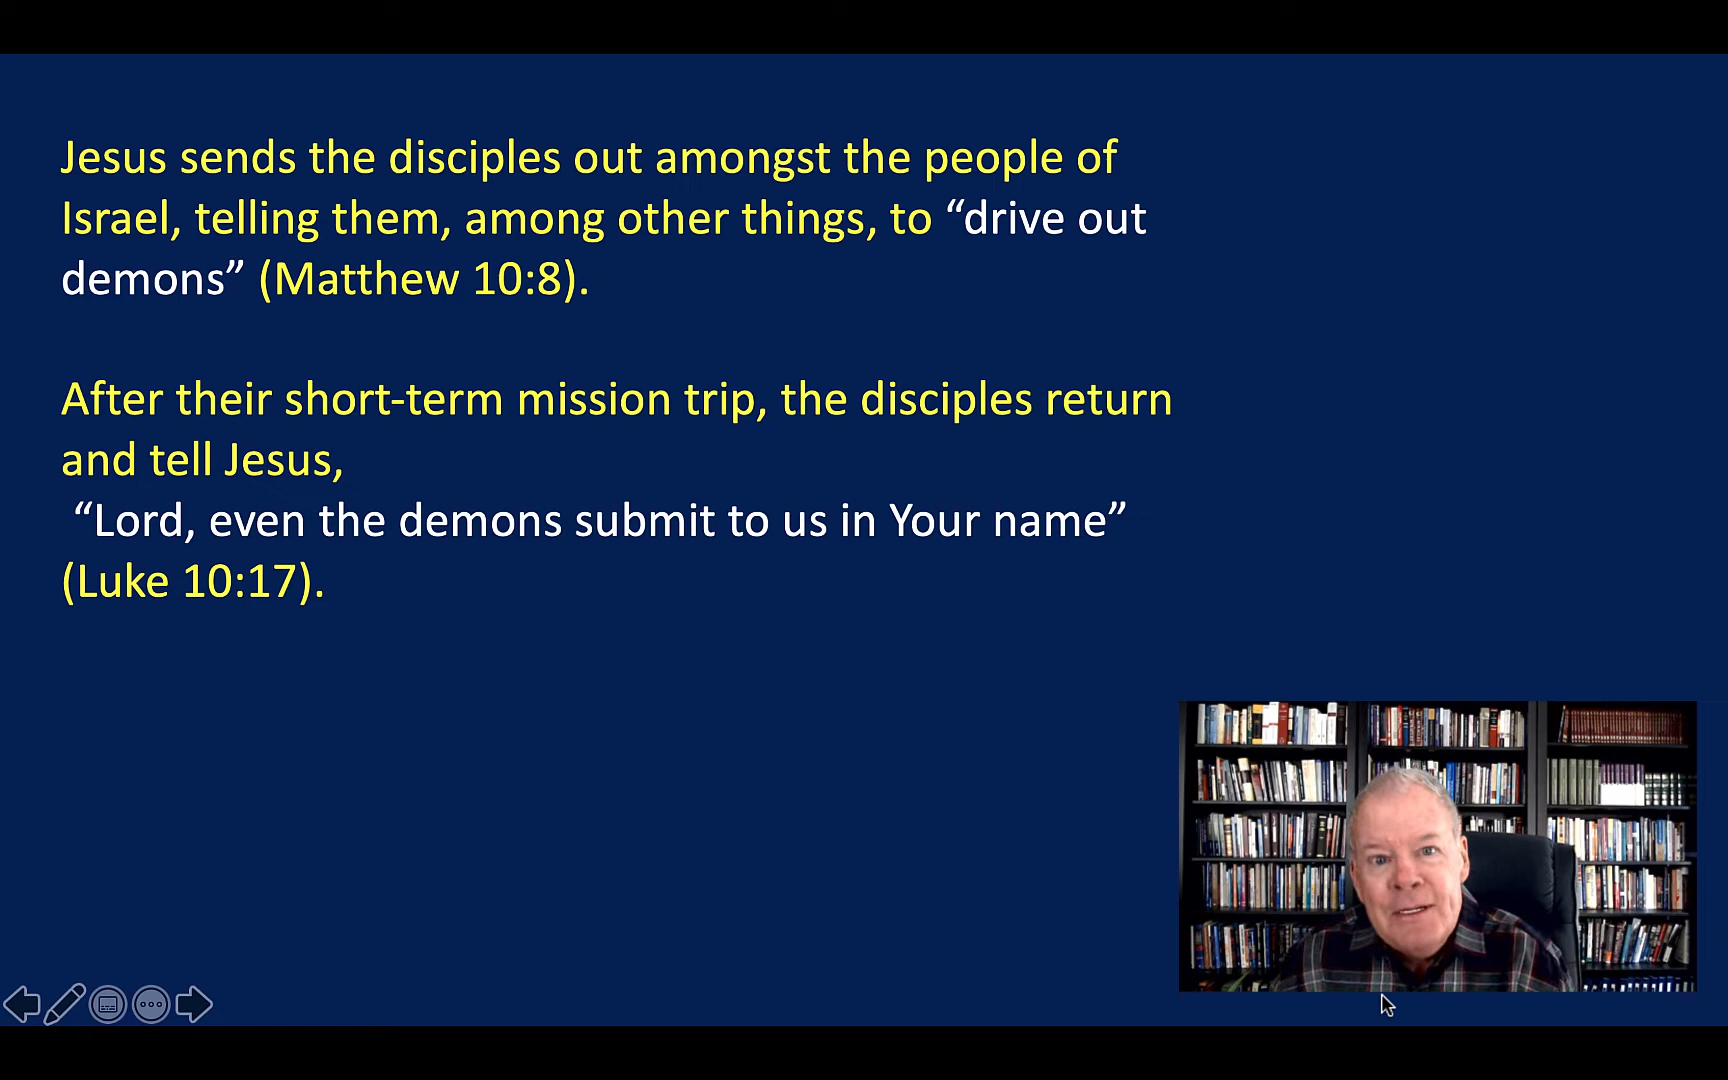 Jesus sends the disciples out amongst the people of
Israel, telling them, among other things, to “drive out
demons” (Matthew 10:8).
After their short-term mission trip, the disciples return
and tell Jesus,
“Lord, even the demons submit to us in Your name”
(Luke 10:17).